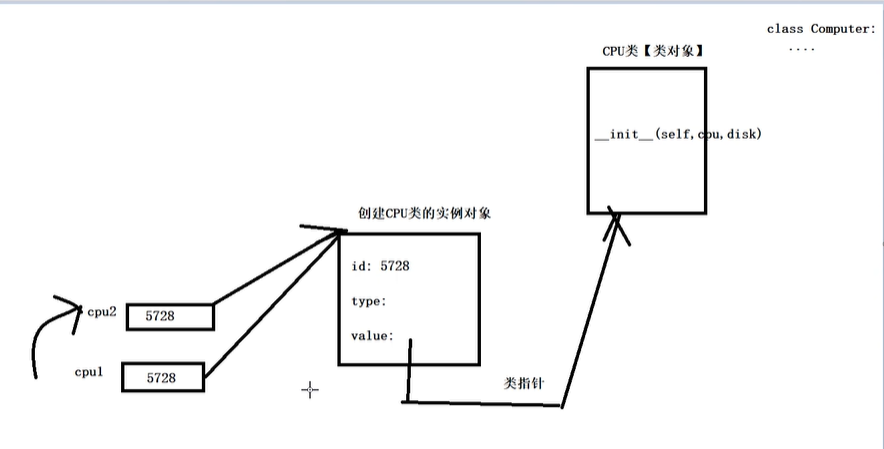 class Computer:
....
CPU类【类对象】
__init__(self,cpu,disk)
创建CPU类的实例对象
id: 5728
type:
value:
cpu2
5728
cpu1
5728
类指针